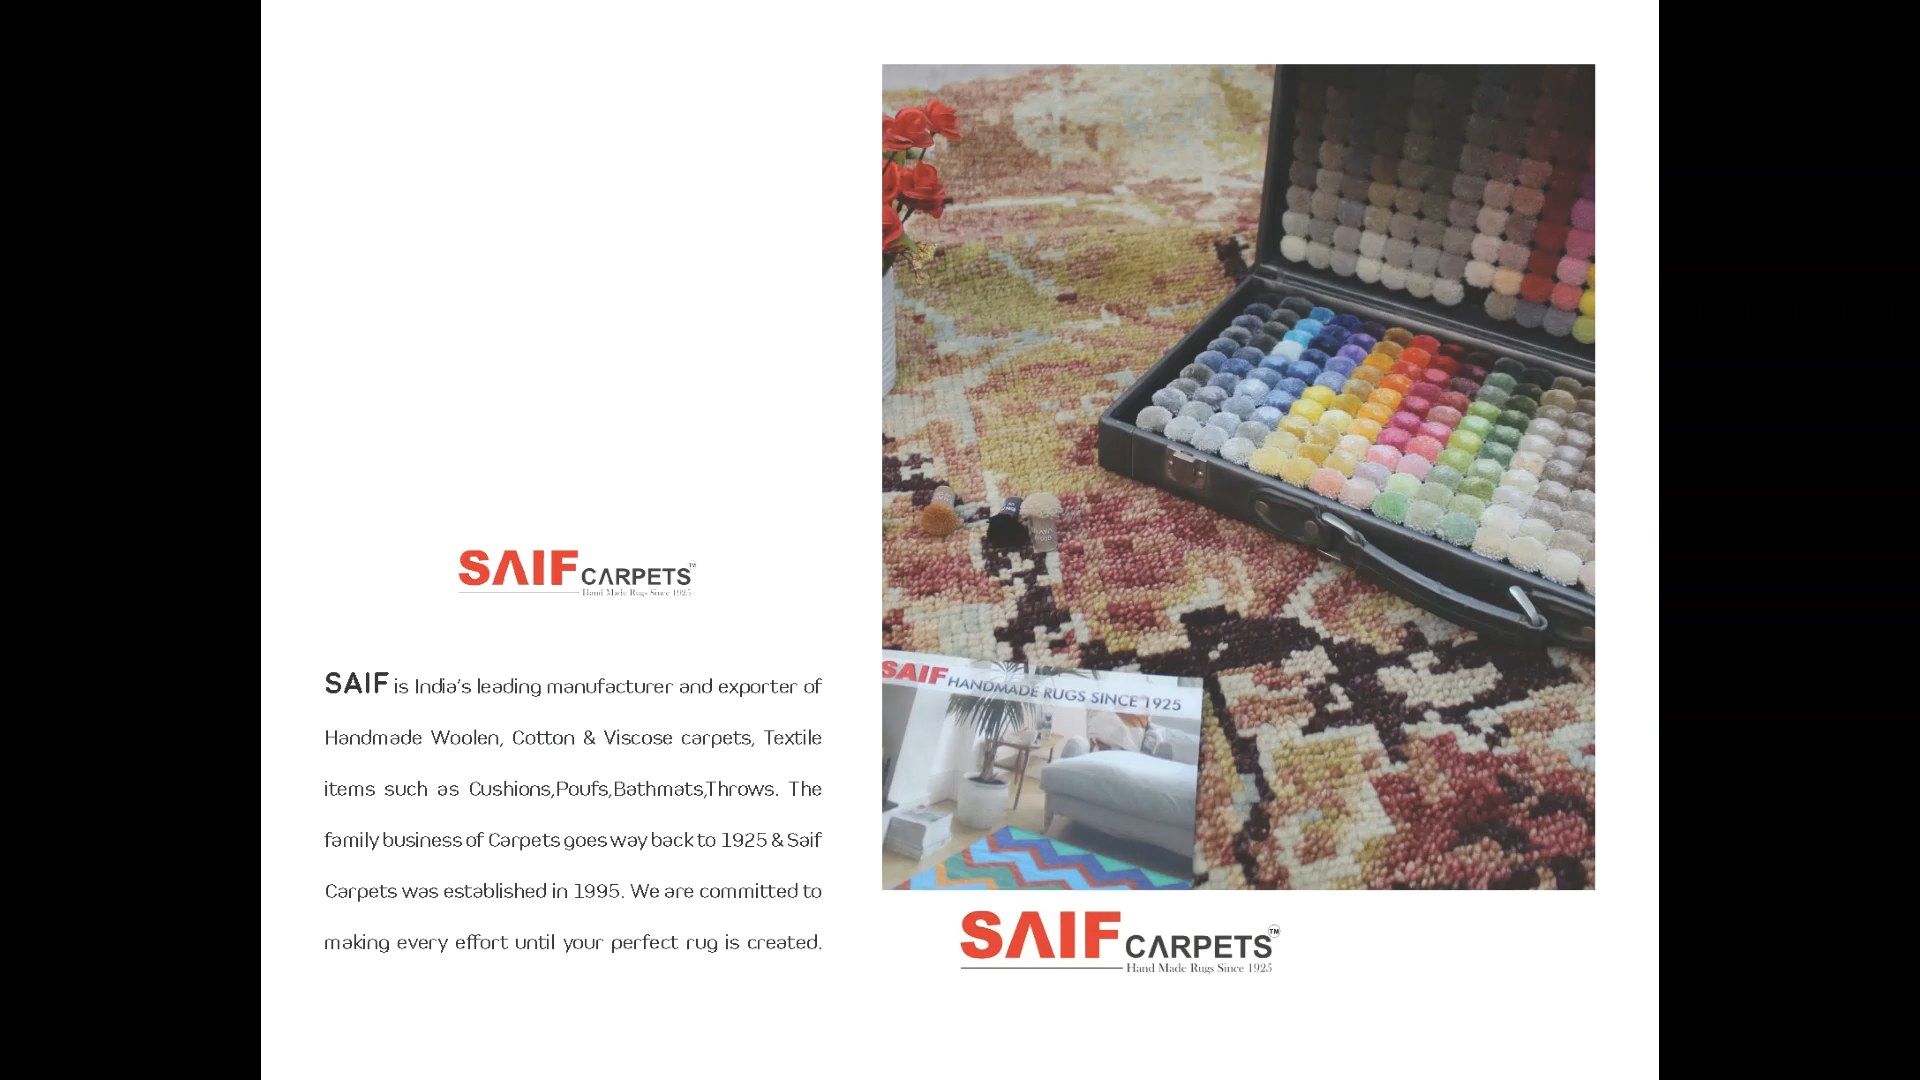 SAIF CARPETS™
Hand Made Rugs Since 1925
SAIF is India's leading manufacturer and exporter of
Handmade Woolen, Cotton & Viscose carpets, Textile
items such as Cushions,Poufs,Bathmats,Throws. The
family business of Carpets goes way back to 1925 & Saif
Carpets was established in 1995. We are committed to
making every effort until your perfect rug is created.
SAIF HANDMADE RUGS SINCE 1925
SAIF CARPETS™
Hand Made Rugs Since 1925